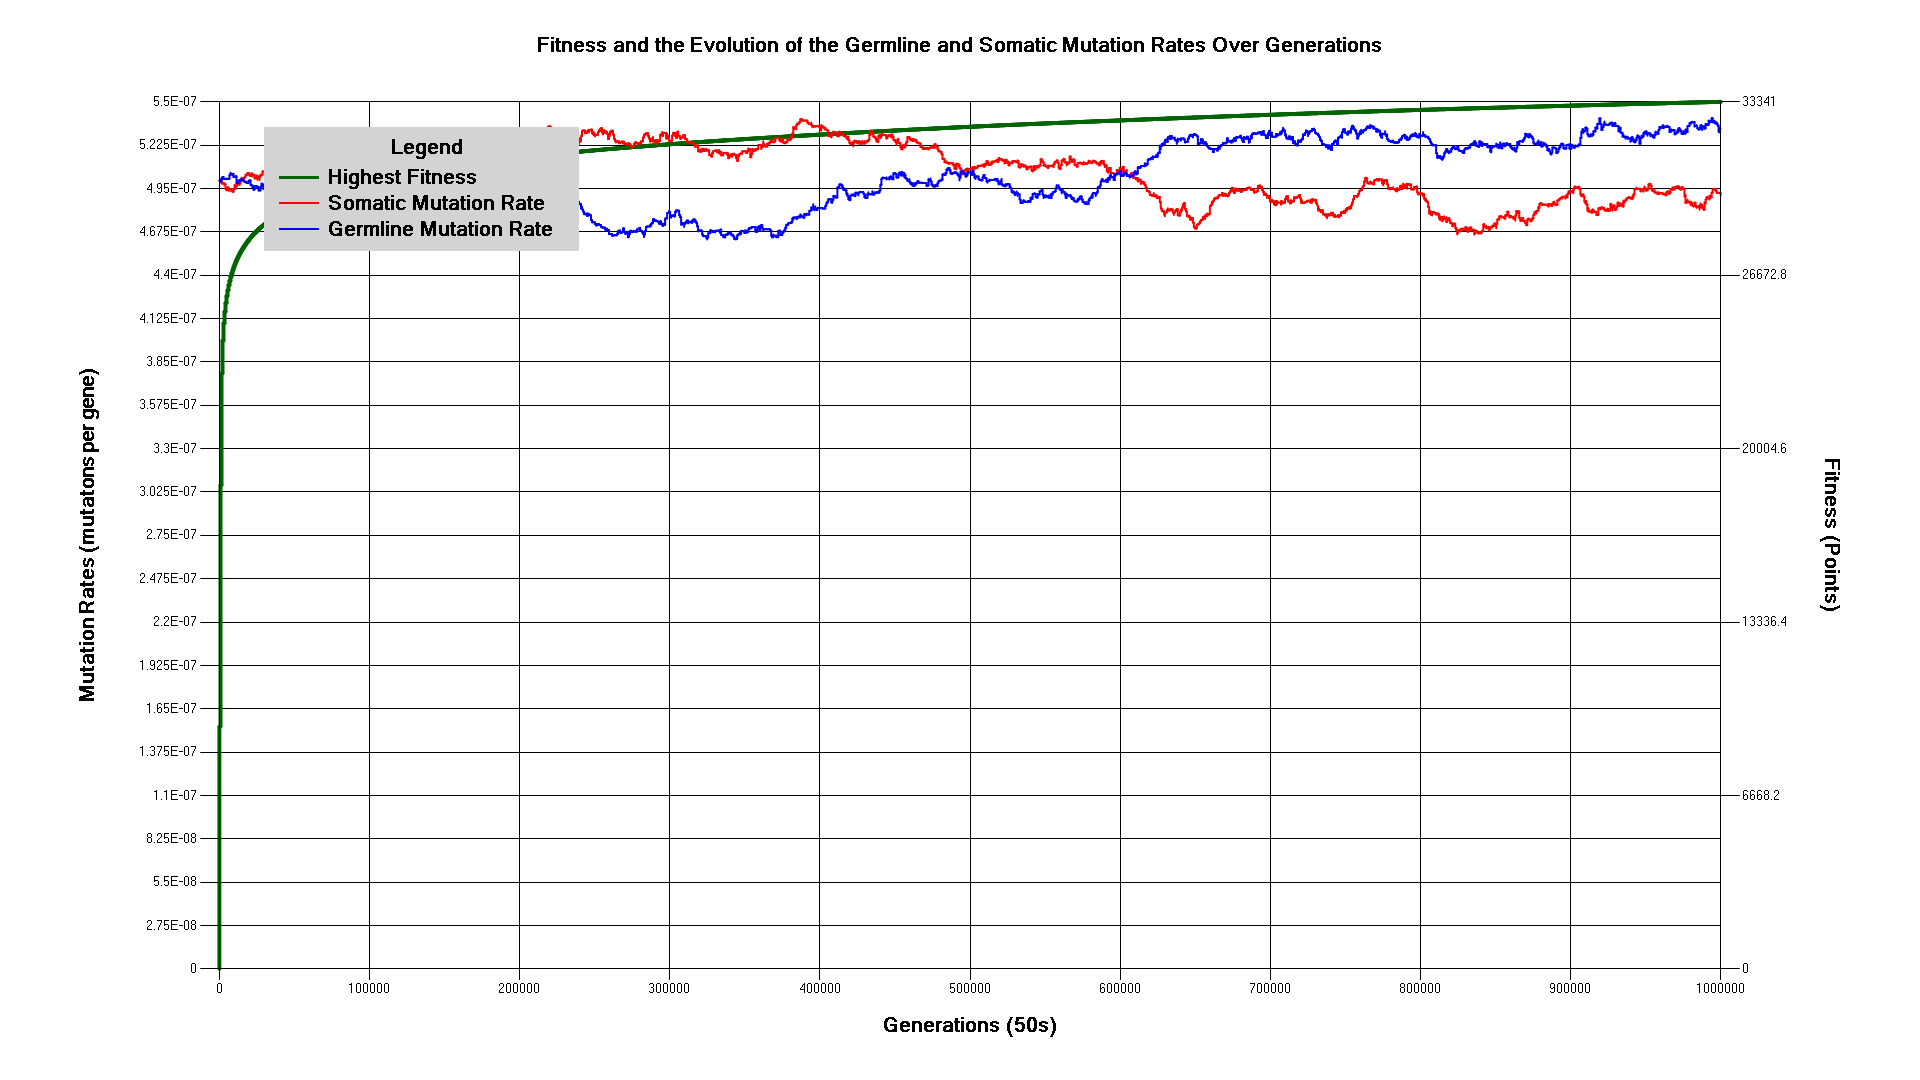 Fitness and the Evolution of the Germline and Somatic Mutation Rates Over Generations
Legend
Highest Fitness
Somatic Mutation Rate
Germline Mutation Rate
Mutation Rates (mutatons per gene)
5.5E-07
5.225E-07
4.95E-07
4.675E-07
4.4E-07
4.125E-07
3.85E-07
3.575E-07
3.3E-07
3.025E-07
2.75E-07
2.475E-07
2.2E-07
1.925E-07
1.65E-07
1.375E-07
1.1E-07
8.25E-08
5.5E-08
2.75E-08
0
33341
26672.8
20004.6
13336.4
6668.2
0
Fitness (Points)
0 100000 200000 300000 400000 500000 600000 700000 800000 900000 1000000
Generations (50s)